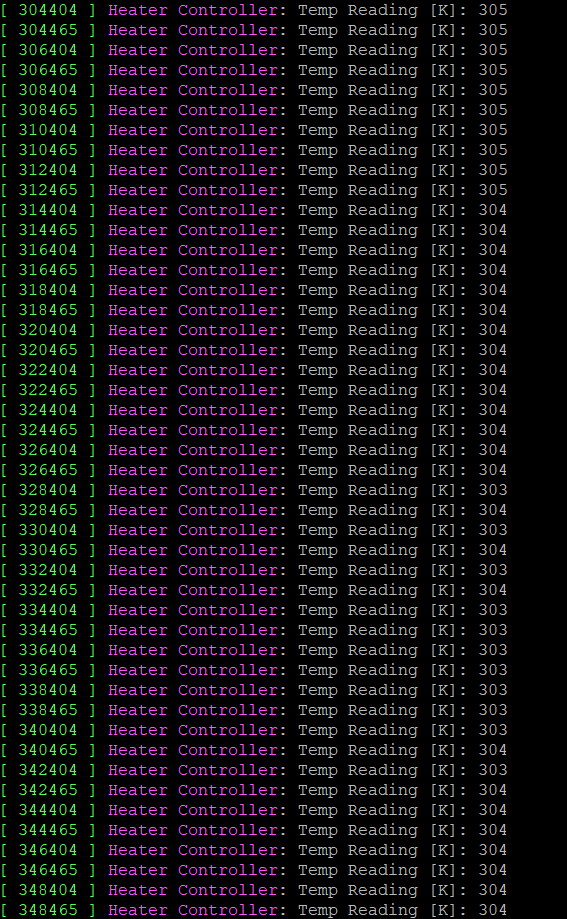 [ 304404 ] Heater Controller: Temp Reading [K]: 305
[ 304465 ] Heater Controller: Temp Reading [K]: 305
[ 306404 ] Heater Controller: Temp Reading [K]: 305
[ 306465 ] Heater Controller: Temp Reading [K]: 305
[ 308404 ] Heater Controller: Temp Reading [K]: 305
[ 308465 ] Heater Controller: Temp Reading [K]: 305
[ 310404 ] Heater Controller: Temp Reading [K]: 305
[ 310465 ] Heater Controller: Temp Reading [K]: 305
[ 312404 ] Heater Controller: Temp Reading [K]: 305
[ 312465 ] Heater Controller: Temp Reading [K]: 305
[ 314404 ] Heater Controller: Temp Reading [K]: 304
[ 314465 ] Heater Controller: Temp Reading [K]: 304
[ 316404 ] Heater Controller: Temp Reading [K]: 304
[ 316465 ] Heater Controller: Temp Reading [K]: 304
[ 318404 ] Heater Controller: Temp Reading [K]: 304
[ 318465 ] Heater Controller: Temp Reading [K]: 304
[ 320404 ] Heater Controller: Temp Reading [K]: 304
[ 320465 ] Heater Controller: Temp Reading [K]: 304
[ 322404 ] Heater Controller: Temp Reading [K]: 304
[ 322465 ] Heater Controller: Temp Reading [K]: 304
[ 324404 ] Heater Controller: Temp Reading [K]: 304
[ 324465 ] Heater Controller: Temp Reading [K]: 304
[ 326404 ] Heater Controller: Temp Reading [K]: 304
[ 326465 ] Heater Controller: Temp Reading [K]: 304
[ 328404 ] Heater Controller: Temp Reading [K]: 303
[ 328465 ] Heater Controller: Temp Reading [K]: 304
[ 330404 ] Heater Controller: Temp Reading [K]: 303
[ 330465 ] Heater Controller: Temp Reading [K]: 304
[ 332404 ] Heater Controller: Temp Reading [K]: 303
[ 332465 ] Heater Controller: Temp Reading [K]: 304
[ 334404 ] Heater Controller: Temp Reading [K]: 303
[ 334465 ] Heater Controller: Temp Reading [K]: 303
[ 336404 ] Heater Controller: Temp Reading [K]: 303
[ 336465 ] Heater Controller: Temp Reading [K]: 303
[ 338404 ] Heater Controller: Temp Reading [K]: 303
[ 338465 ] Heater Controller: Temp Reading [K]: 303
[ 340404 ] Heater Controller: Temp Reading [K]: 303
[ 340465 ] Heater Controller: Temp Reading [K]: 304
[ 342404 ] Heater Controller: Temp Reading [K]: 303
[ 342465 ] Heater Controller: Temp Reading [K]: 304
[ 344404 ] Heater Controller: Temp Reading [K]: 304
[ 344465 ] Heater Controller: Temp Reading [K]: 304
[ 346404 ] Heater Controller: Temp Reading [K]: 304
[ 346465 ] Heater Controller: Temp Reading [K]: 304
[ 348404 ] Heater Controller: Temp Reading [K]: 304
[ 348465 ] Heater Controller: Temp Reading [K]: 304